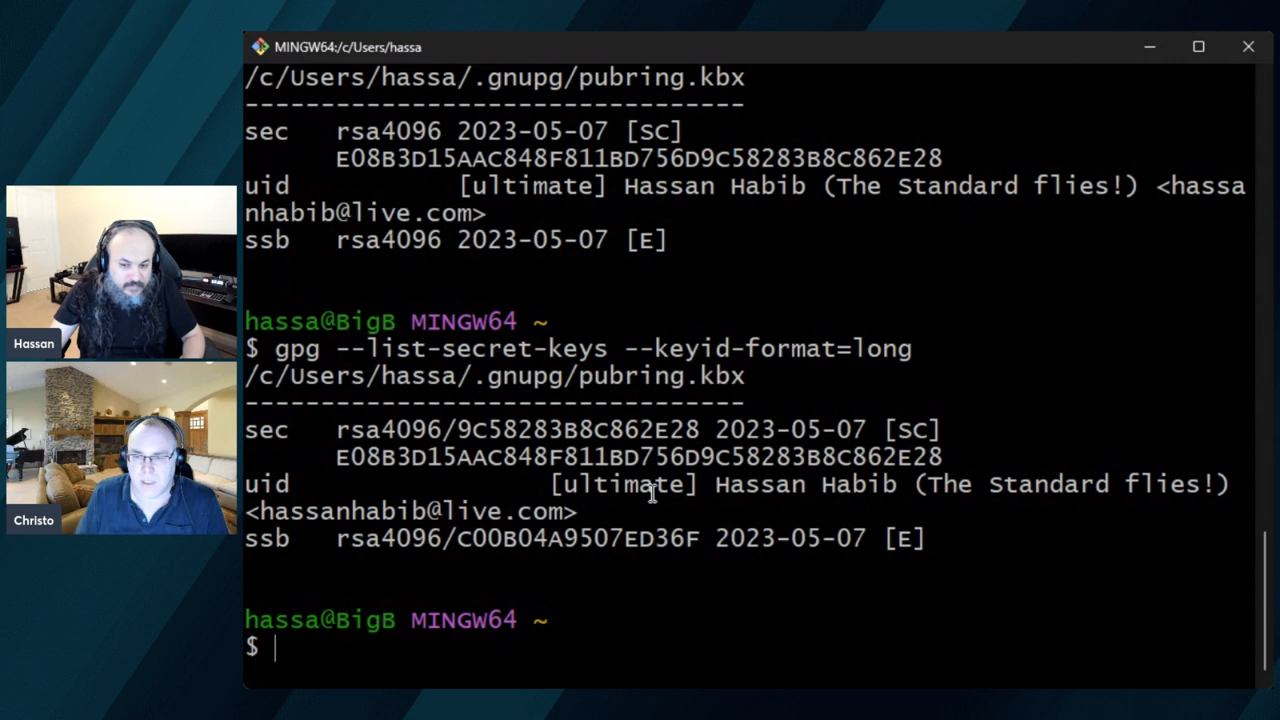 MINGW64:/c/Users/hassa
/c/Users/hassa/.gnupg/pubring.kbx
---------------------------------
sec   rsa4096 2023-05-07 [SC]
      E08B3D15AAC848F811BD756D9C58283B8C862E28
uid           [ultimate] Hassan Habib (The Standard flies!) <hassa
nhabib@live.com>
ssb   rsa4096 2023-05-07 [E]
hassa@BigB MINGW64 ~
$ gpg --list-secret-keys --keyid-format=long
/c/Users/hassa/.gnupg/pubring.kbx
---------------------------------
sec   rsa4096/9C58283B8C862E28 2023-05-07 [SC]
      E08B3D15AAC848F811BD756D9C58283B8C862E28
uid                 [ultimate] Hassan Habib (The Standard flies!)
<hassanhabib@live.com>
ssb   rsa4096/C00B04A9507ED36F 2023-05-07 [E]
hassa@BigB MINGW64 ~
$
Hassan
Christo